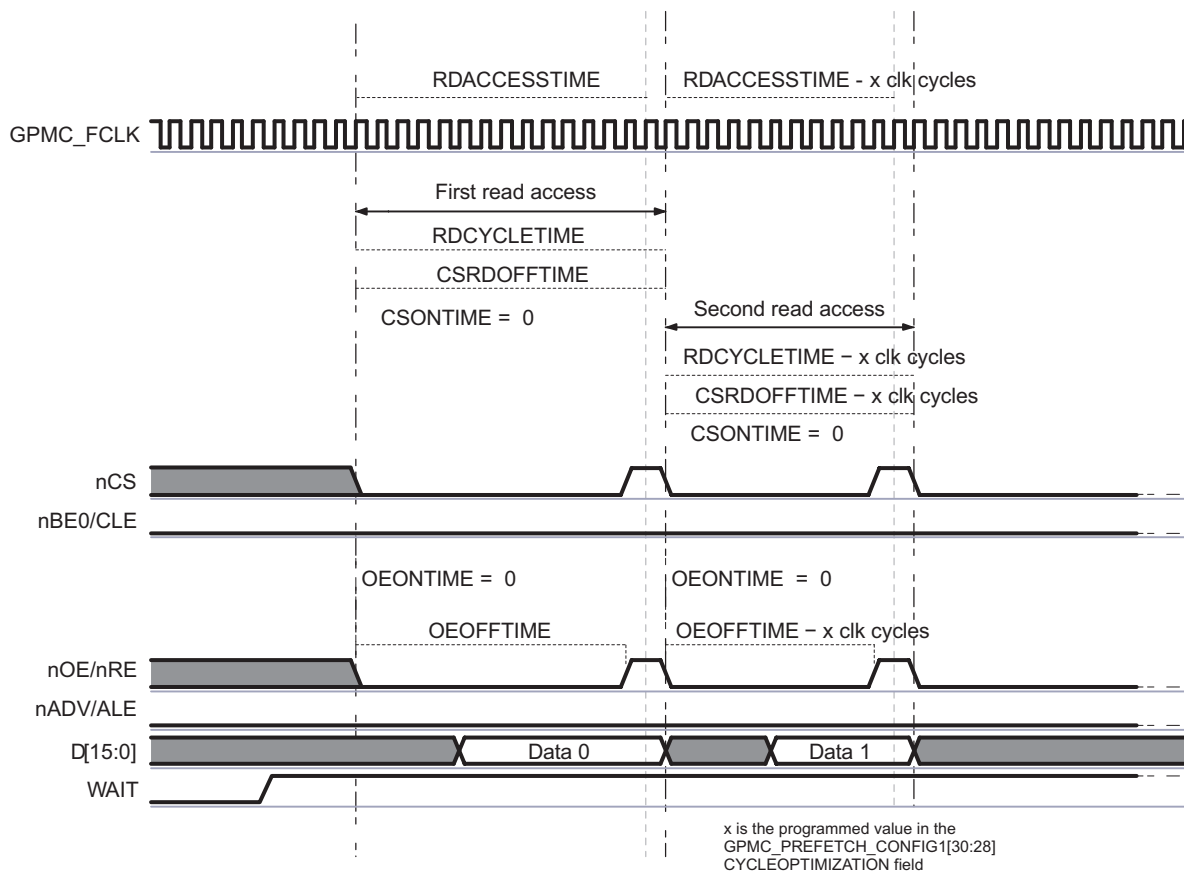 RDACCESSTIME
RDACCESSTIME - x clk cycles
GPMC_FCLK
First read access
RDCYCLETIME
CSRDOFFTIME
CSONTIME = 0
Second read access
RDCYCLETIME − x clk cycles
CSRDOFFTIME − x clk cycles
CSONTIME = 0
nCS
nBE0/CLE
OEONTIME = 0
OEONTIME = 0
OEOFFTIME
OEOFFTIME − x clk cycles
nOE/nRE
nADV/ALE
D[15:0]
Data 0
Data 1
WAIT
x is the programmed value in the
GPMC_PREFETCH_CONFIG1[30:28]
CYCLEOPTIMIZATION field